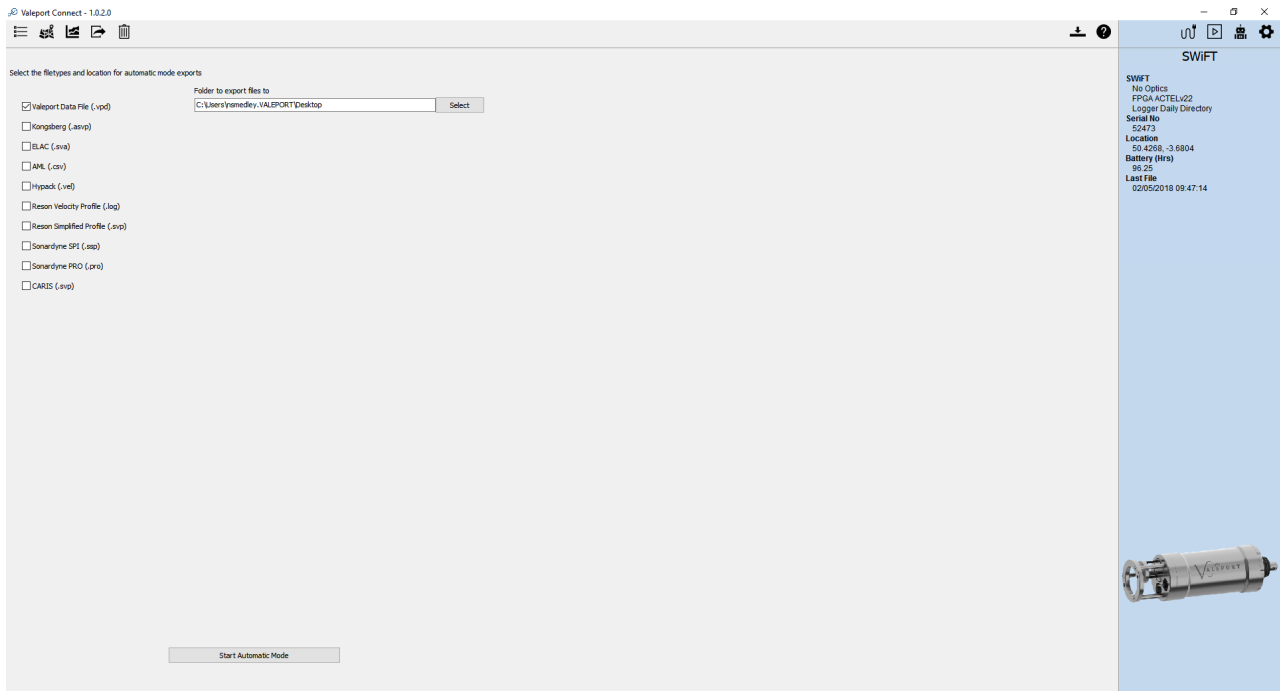 Valeport Connect - 1.0.2.0
Select the filetypes and location for automatic mode exports
Folder to export files to
Valeport Data File (.vpd)
C:\Users\nsmedley.VALEPORT\Desktop
Select
Kongsberg (.asvp)
ELAC (.sva)
AML (.csv)
Hypack (.vel)
Reson Velocity Profile (.log)
Reson Simplified Profile (.svp)
Sonardyne SPI (.ssp)
Sonardyne PRO (.pro)
CARIS (.svp)
Start Automatic Mode
SWiFT
SWiFT
No Optics
FPGA ACTELv22
Logger Daily Directory
Serial No
52473
Location
50.4268, -3.6804
Battery (Hrs)
96.25
Last File
02/05/2018 09:47:14
VALEPORT